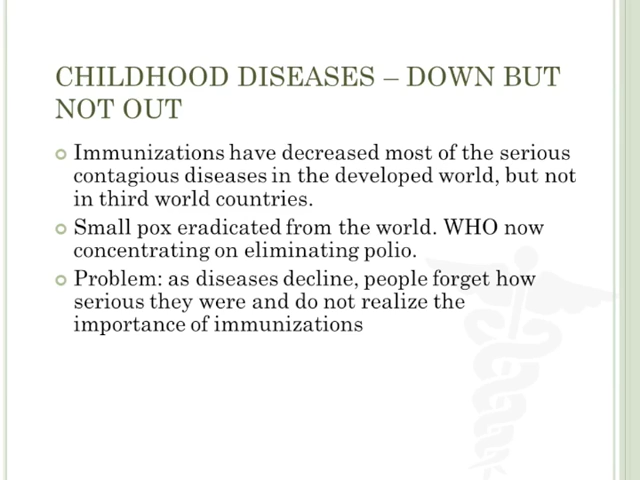 CHILDHOOD DISEASES – DOWN BUT
NOT OUT
Immunizations have decreased most of the serious
contagious diseases in the developed world, but not
in third world countries.
Small pox eradicated from the world. WHO now
concentrating on eliminating polio.
Problem: as diseases decline, people forget how
serious they were and do not realize the
importance of immunizations